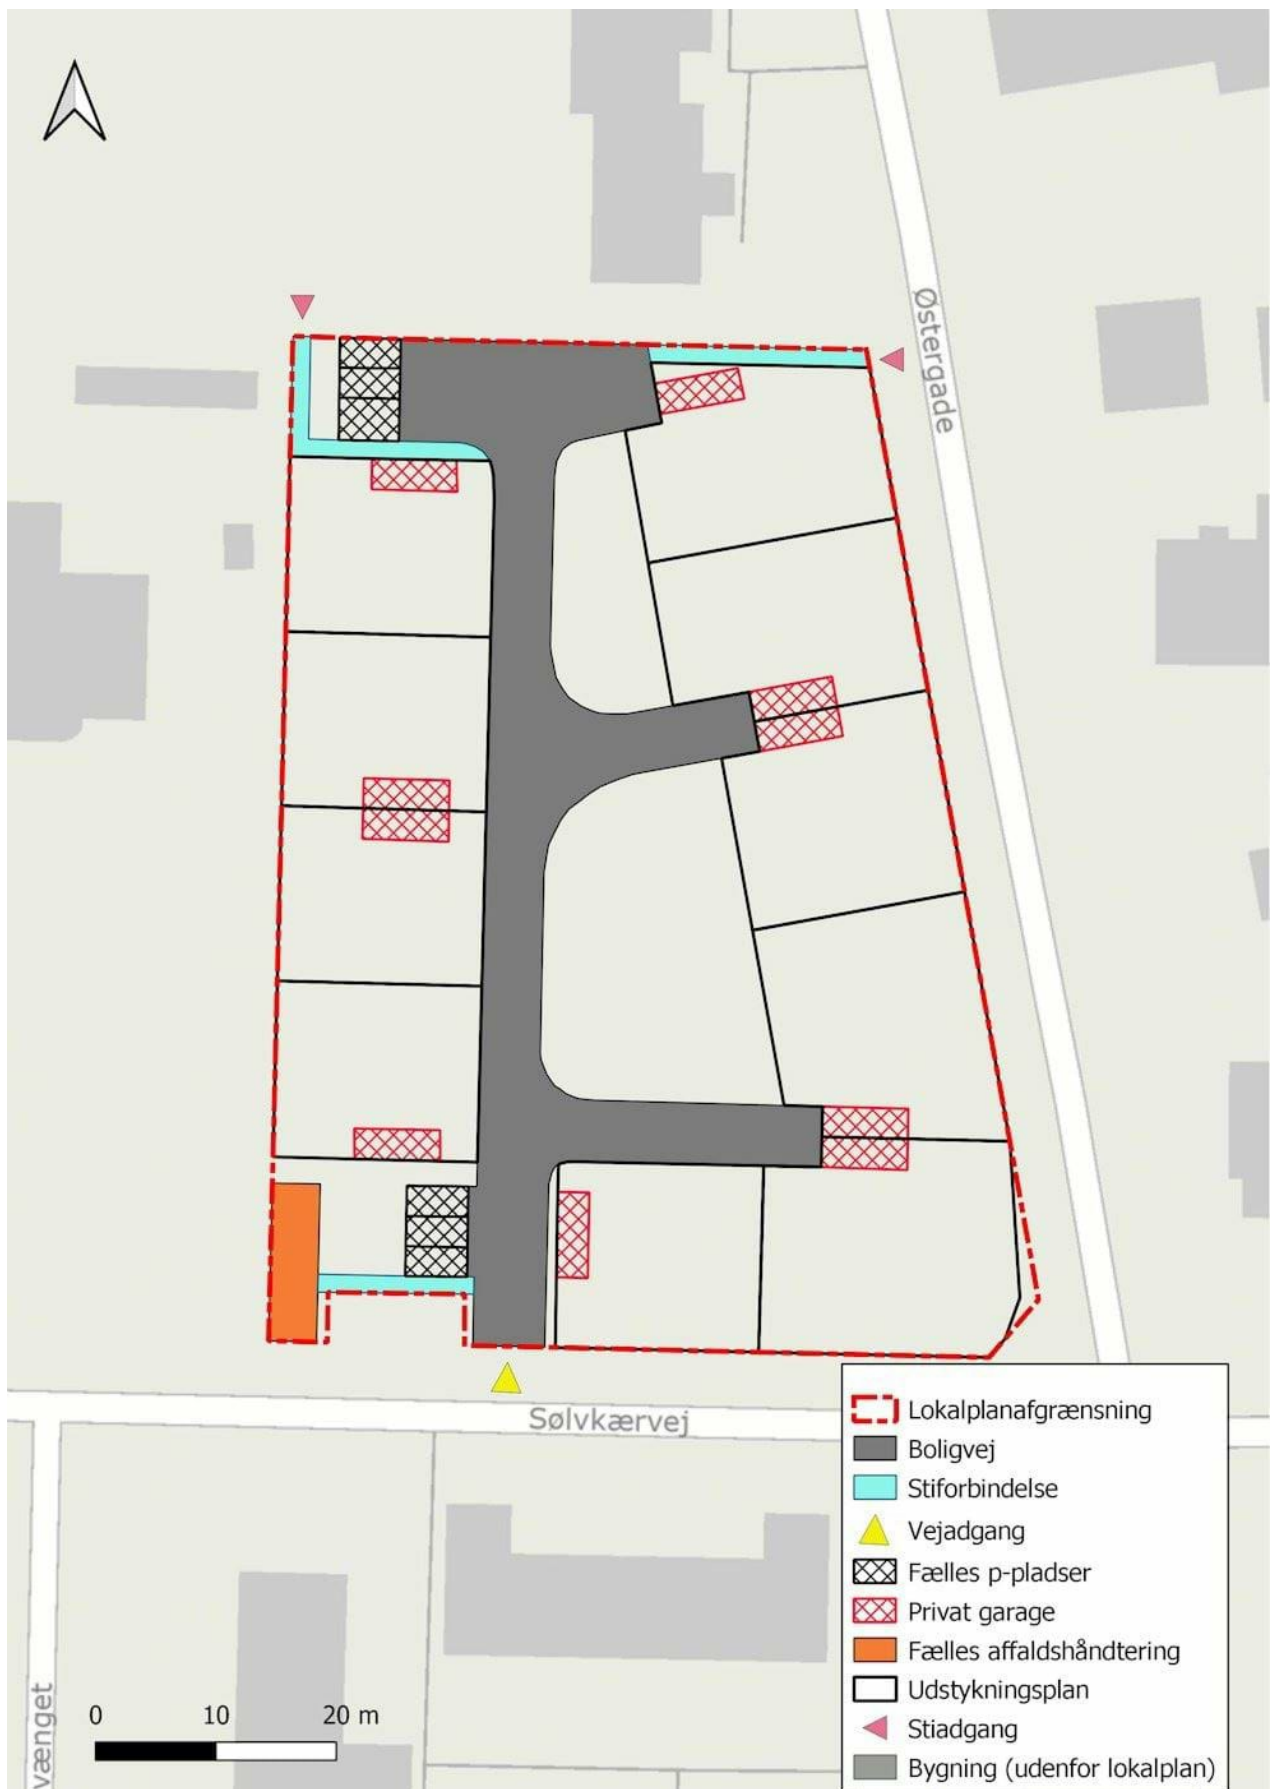 Østergade
Sølvkærvej
vænget
0 10 20 m
Lokalplanafgrænsning
Boligvej
Stiforbindelse
Vejadgang
Fælles p-pladser
Privat garage
Fælles affaldshåndtering
Udstykningsplan
Stiadgang
Bygning (udenfor lokalplan)